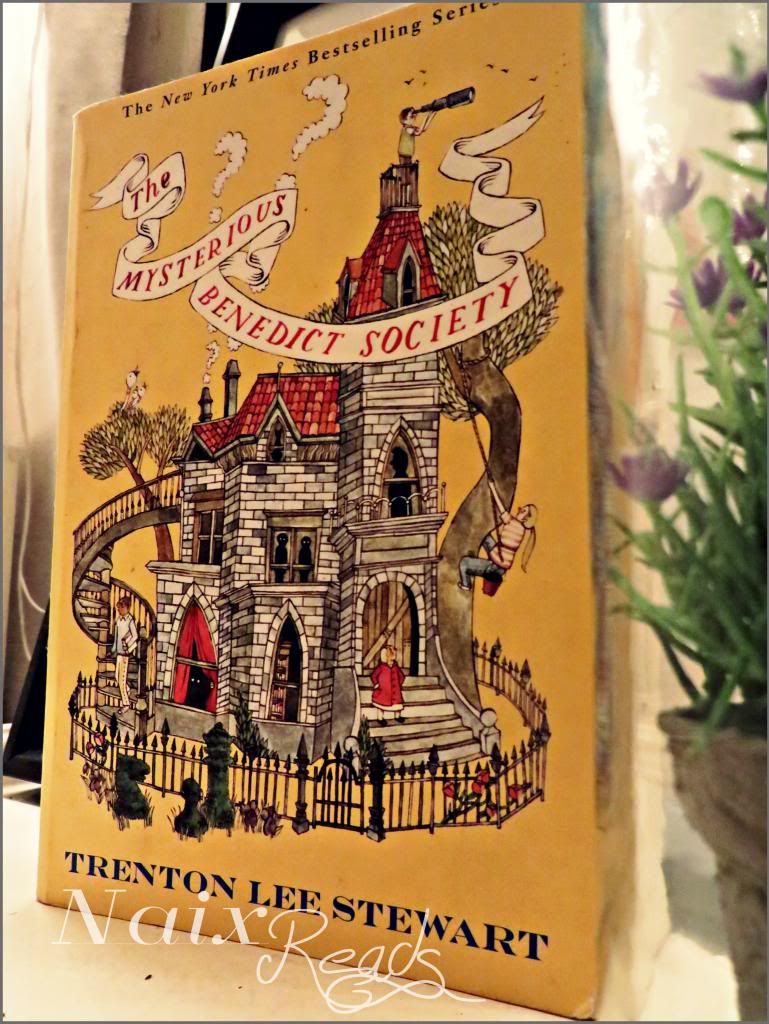 The New York Times Bestselling Series
The
MYSTERIOUS
BENEDICT SOCIETY
TRENTON LEE STEWART
NaixReads